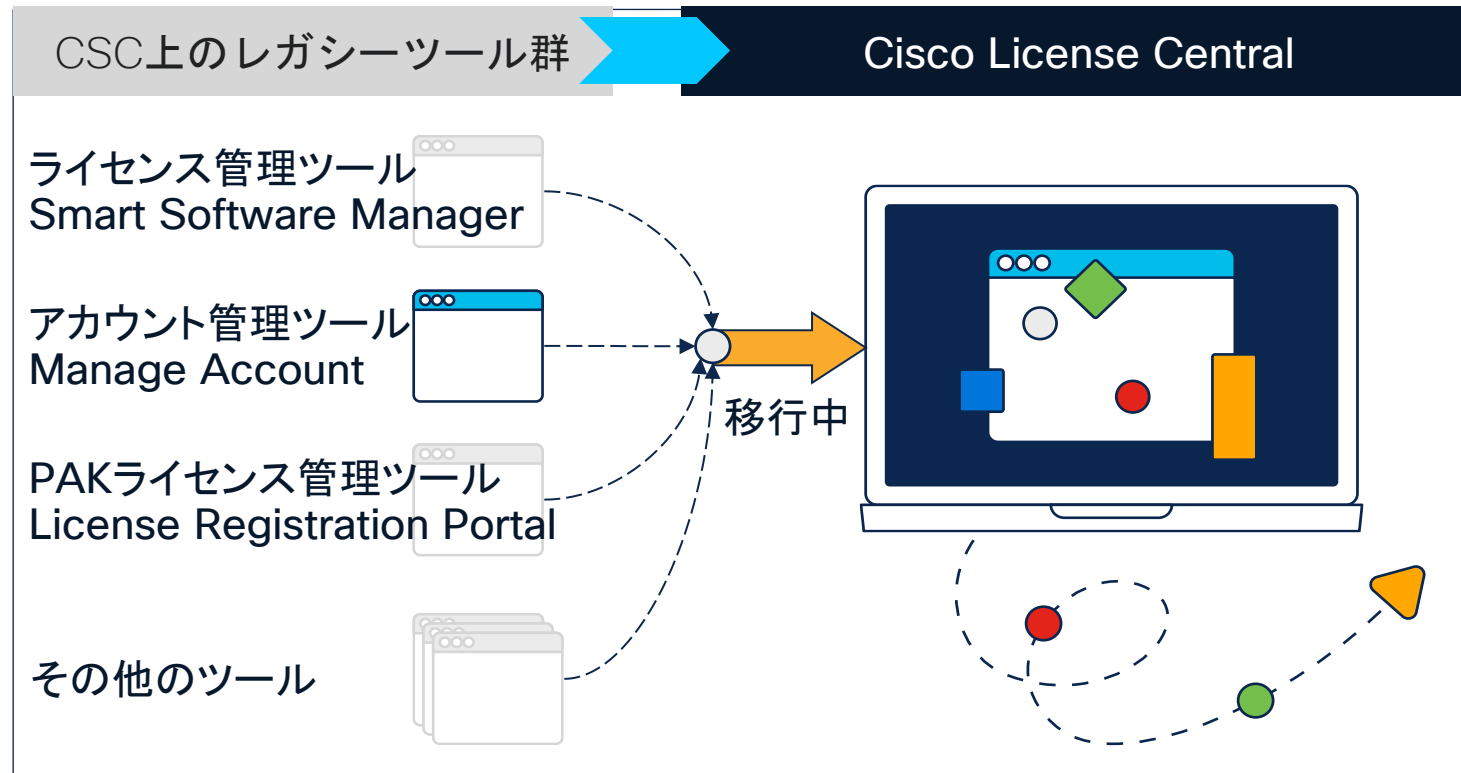 CSC上のレガシーツール群
Cisco License Central
ライセンス管理ツール
Smart Software Manager
アカウント管理ツール
Manage Account
移行中
PAKライセンス管理ツール
License Registration Portal
その他のツール